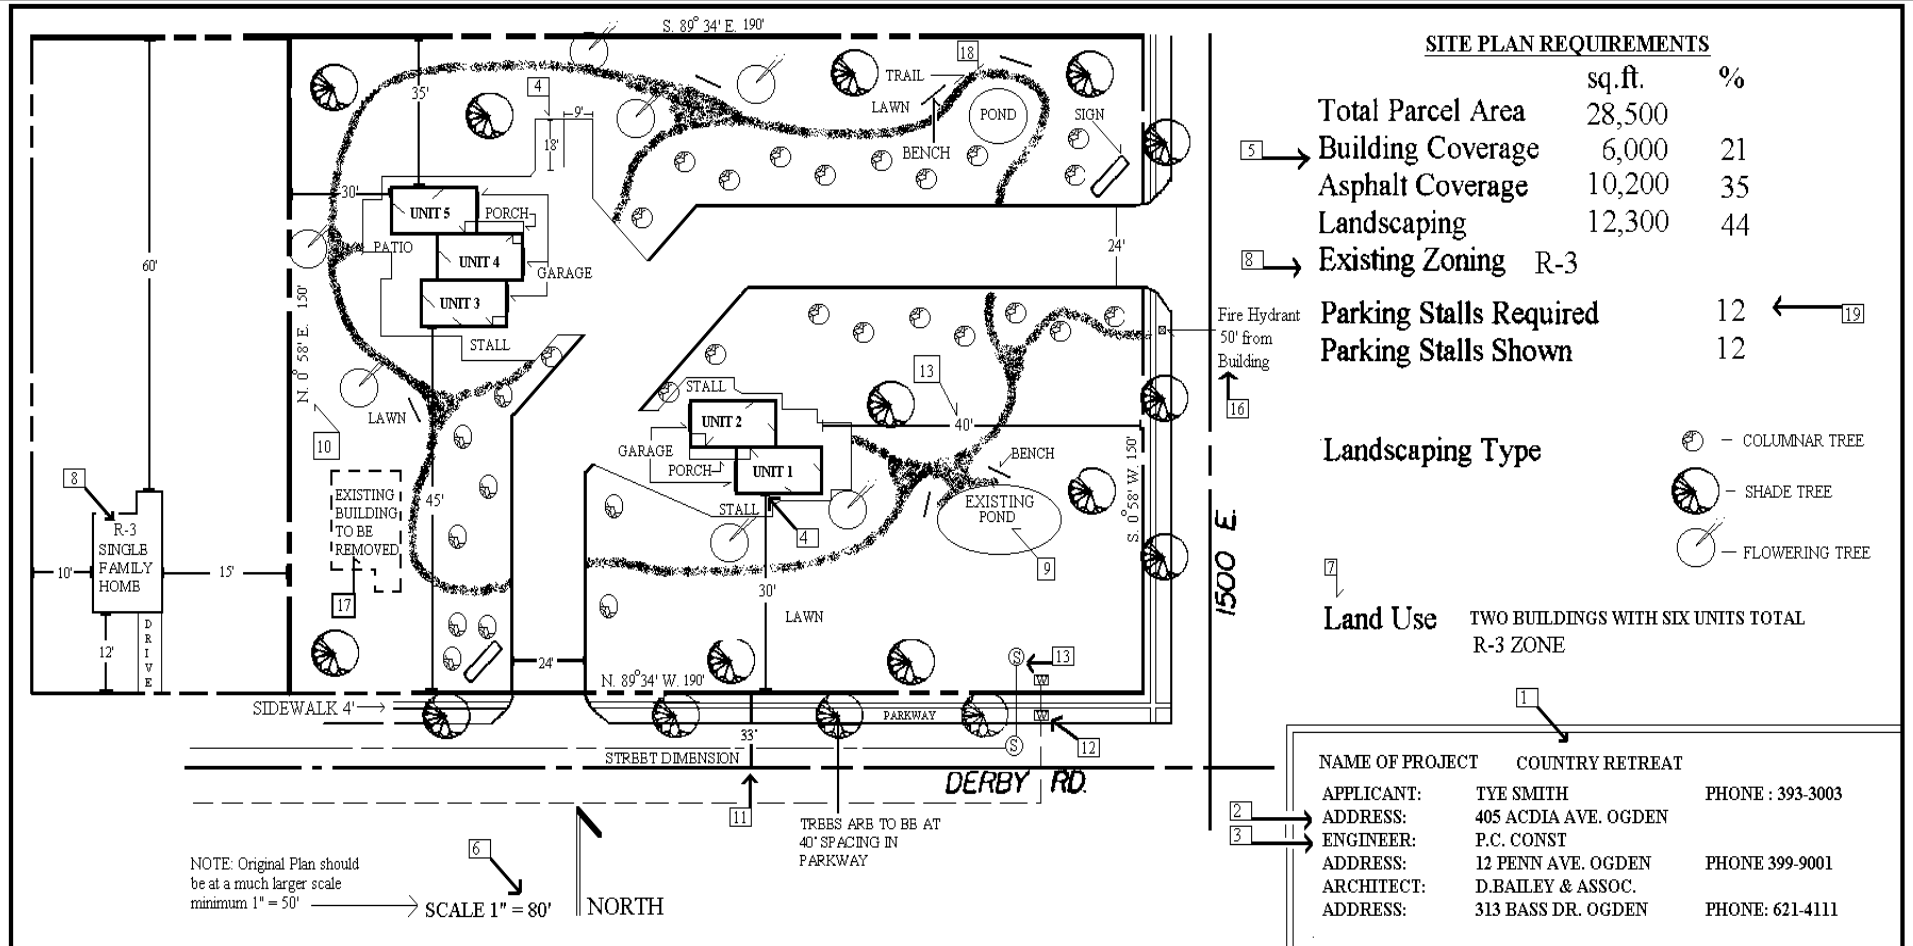 S. 89° 34' E. 190'
18
TRAIL
LAWN
POND
SIGN
BENCH
4
35'
9'
18'
30'
60'
UNIT 5
PORCH
PATIO
UNIT 4
GARAGE
UNIT 3
STALL
24'
N. 0° 58' E. 150'
LAWN
10
Fire Hydrant
50' from
Building
16
13
STALL
UNIT 2
40'
GARAGE
PORCH
UNIT 1
BENCH
STALL
4
EXISTING
POND
9
S. 0° 58' W. 150'
1500 E.
8
R-3
SINGLE
FAMILY
HOMB
10'
15'
12'
DRIVE
EXISTING
BUILDING
TO BE
REMOVED
17
45'
30'
LAWN
24'
N. 89°34' W. 190'
13
S
W
SIDEWALK 4'
PARKWAY
W
S
12
33'
STREET DIMENSION
DERBY RD.
11
TREES ARE TO BE AT
40' SPACING IN
PARKWAY
6
NOTE: Original Plan should
be at a much larger scale
minimum 1" = 50'
SCALE 1" = 80'
NORTH
SITE PLAN REQUIREMENTS
sq.ft. %
Total Parcel Area 28,500
5 Building Coverage 6,000 21
Asphalt Coverage 10,200 35
Landscaping 12,300 44
8 Existing Zoning R-3
Parking Stalls Required 12 19
Parking Stalls Shown 12
Landscaping Type
– COLUMNAR TREE
– SHADE TREE
– FLOWERING TREE
7
Land Use TWO BUILDINGS WITH SIX UNITS TOTAL
R-3 ZONE
1
NAME OF PROJECT COUNTRY RETREAT
APPLICANT: TYE SMITH PHONE : 393-3003
2 ADDRESS: 405 ACDIA AVE. OGDEN
3 ENGINEER: P.C. CONST
ADDRESS: 12 PENN AVE. OGDEN PHONE 399-9001
ARCHITECT: D.BAILEY & ASSOC.
ADDRESS: 313 BASS DR. OGDEN PHONE: 621-4111